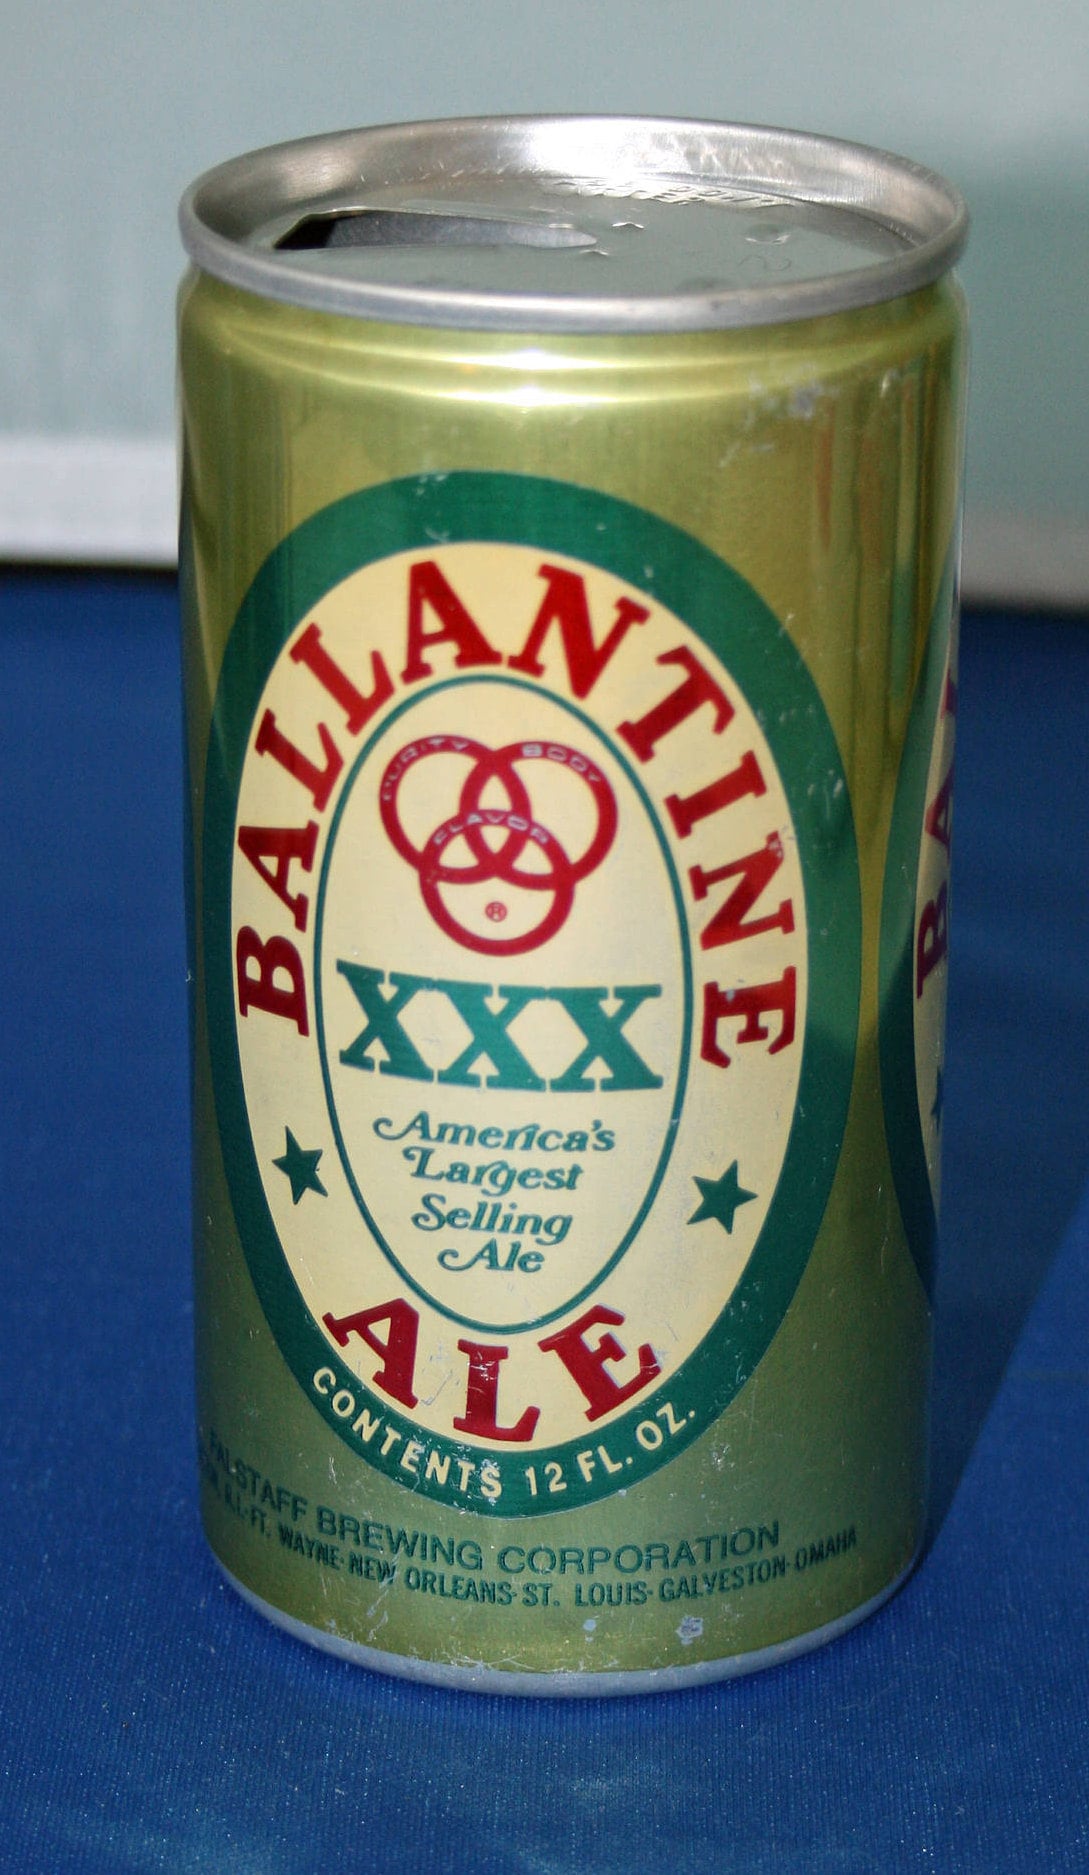 BALLANTINE
PURITY BODY
FLAVOR
®
XXX
America's
Largest
Selling
Ale
ALE
CONTENTS 12 FL. OZ.
FALSTAFF BREWING CORPORATION
R.I.-FT. WAYNE-NEW ORLEANS-ST. LOUIS-GALVESTON-OMAHA
BA